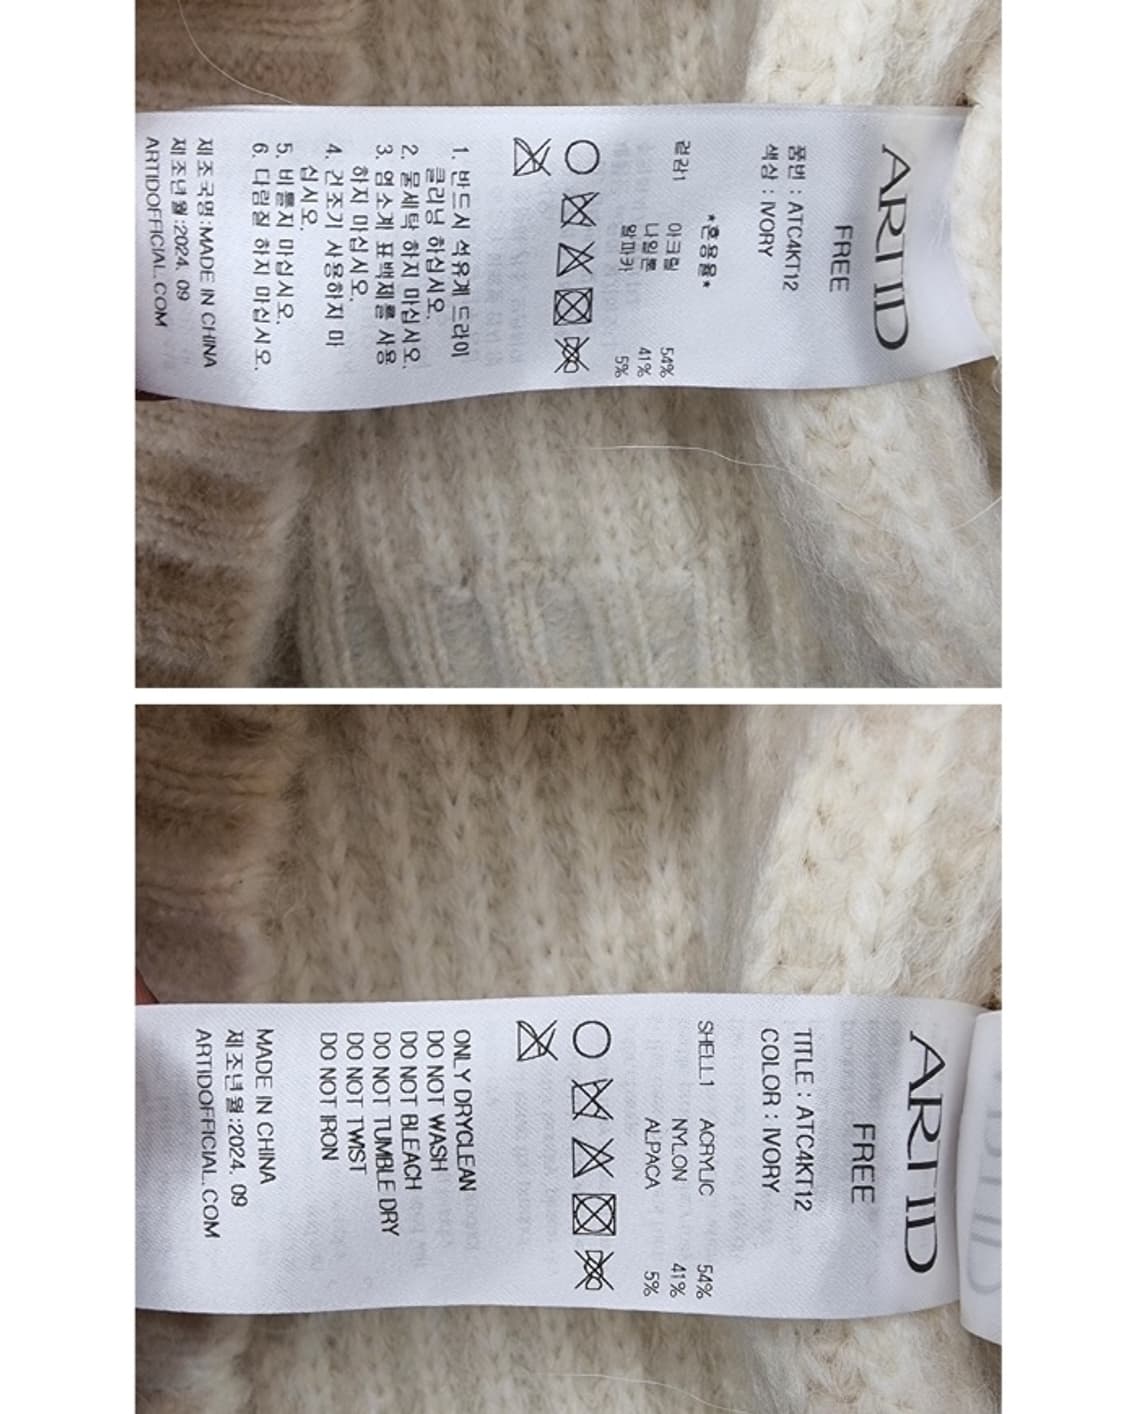 ARTID
FREE
품번 : ATC4KT12
색상 : IVORY
*혼용율*
겉감1 아크릴 54%
나일론 41%
알파카 5%
1. 반드시 석유계 드라이
클리닝 하십시오.
2. 물세탁 하지 마십시오.
3. 염소계 표백제를 사용
하지 마십시오.
4. 건조기 사용하지 마
십시오.
5. 비틀지 마십시오.
6. 다림질 하지 마십시오.
제조국명:MADE IN CHINA
제조년월:2024. 09
ARTIDOFFICIAL.COM
ARTID
FREE
TITLE : ATC4KT12
COLOR : IVORY
SHELL1 ACRYLIC 54%
NYLON 41%
ALPACA 5%
ONLY DRYCLEAN
DO NOT WASH
DO NOT BLEACH
DO NOT TUMBLE DRY
DO NOT TWIST
DO NOT IRON
MADE IN CHINA
제조년월:2024. 09
ARTIDOFFICIAL.COM